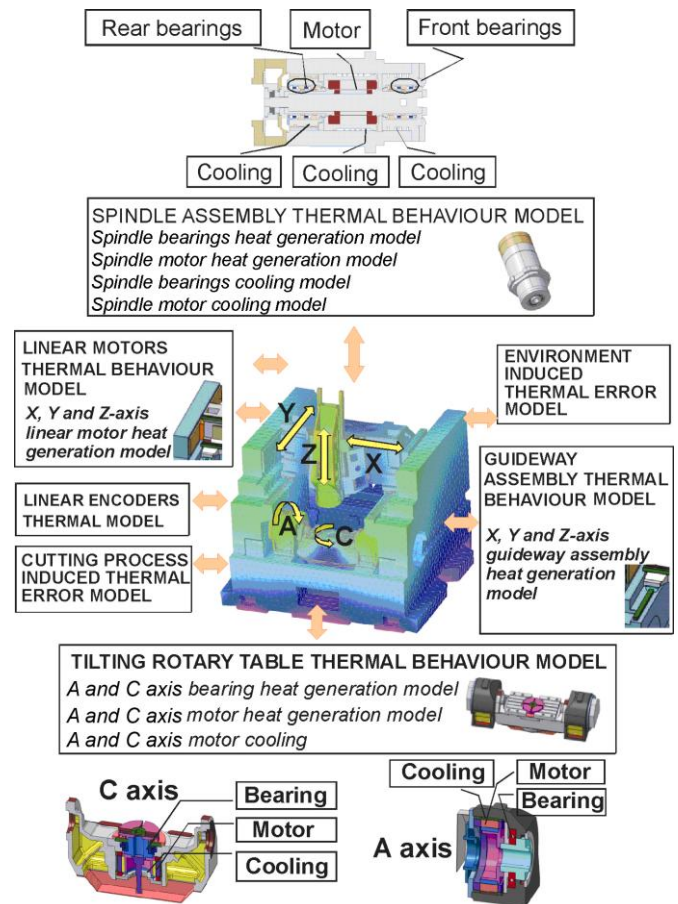 Rear bearings
Motor
Front bearings
Cooling
Cooling
Cooling
SPINDLE ASSEMBLY THERMAL BEHAVIOUR MODEL
Spindle bearings heat generation model
Spindle motor heat generation model
Spindle bearings cooling model
Spindle motor cooling model
LINEAR MOTORS
THERMAL BEHAVIOUR
MODEL
X, Y and Z-axis
linear motor heat
generation model
ENVIRONMENT
INDUCED
THERMAL ERROR
MODEL
Y
Z
X
A
C
LINEAR ENCODERS
THERMAL MODEL
GUIDEWAY
ASSEMBLY THERMAL
BEHAVIOUR MODEL
X, Y and Z-axis
guideway assembly
heat generation
model
CUTTING PROCESS
INDUCED THERMAL
ERROR MODEL
TILTING ROTARY TABLE THERMAL BEHAVIOUR MODEL
A and C axis bearing heat generation model
A and C axis motor heat generation model
A and C axis motor cooling
C axis
Bearing
Motor
Cooling
Cooling
Motor
Bearing
A axis